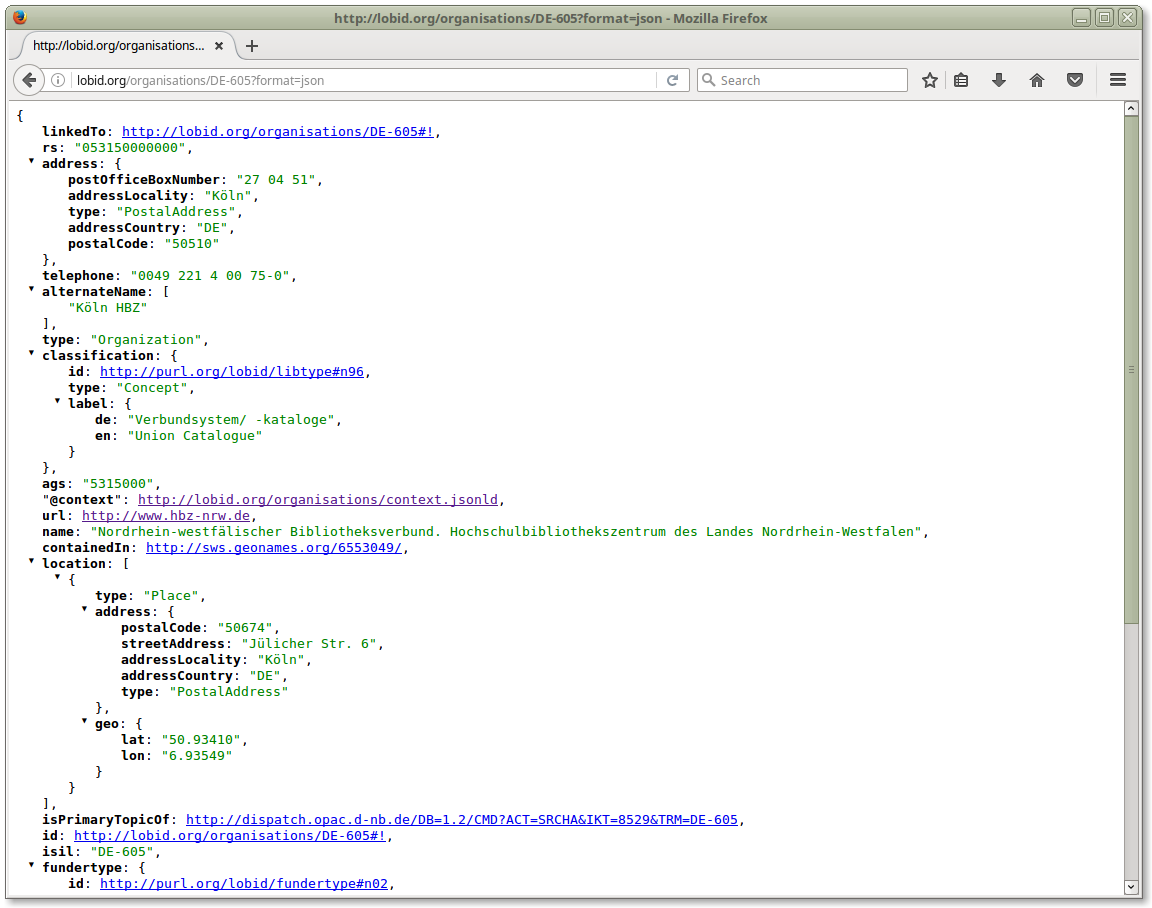 http://lobid.org/organisations/DE-605?format=json - Mozilla Firefox
http://lobid.org/organisations...
lobid.org/organisations/DE-605?format=json
Search
{
linkedTo: http://lobid.org/organisations/DE-605#!,
rs: "053150000000",
address: {
postOfficeBoxNumber: "27 04 51",
addressLocality: "Köln",
type: "PostalAddress",
addressCountry: "DE",
postalCode: "50510"
},
telephone: "0049 221 4 00 75-0",
alternateName: [
"Köln HBZ"
],
type: "Organization",
classification: {
id: http://purl.org/lobid/libtype#n96,
type: "Concept",
label: {
de: "Verbundsystem/ -kataloge",
en: "Union Catalogue"
}
},
ags: "5315000",
"@context": http://lobid.org/organisations/context.jsonld,
url: http://www.hbz-nrw.de,
name: "Nordrhein-westfälischer Bibliotheksverbund. Hochschulbibliothekszentrum des Landes Nordrhein-Westfalen",
containedIn: http://sws.geonames.org/6553049/,
location: [
{
type: "Place",
address: {
postalCode: "50674",
streetAddress: "Jülicher Str. 6",
addressLocality: "Köln",
addressCountry: "DE",
type: "PostalAddress"
},
geo: {
lat: "50.93410",
lon: "6.93549"
}
}
],
isPrimaryTopicOf: http://dispatch.opac.d-nb.de/DB=1.2/CMD?ACT=SRCHA&IKT=8529&TRM=DE-605,
id: http://lobid.org/organisations/DE-605#!,
isil: "DE-605",
fundertype: {
id: http://purl.org/lobid/fundertype#n02,